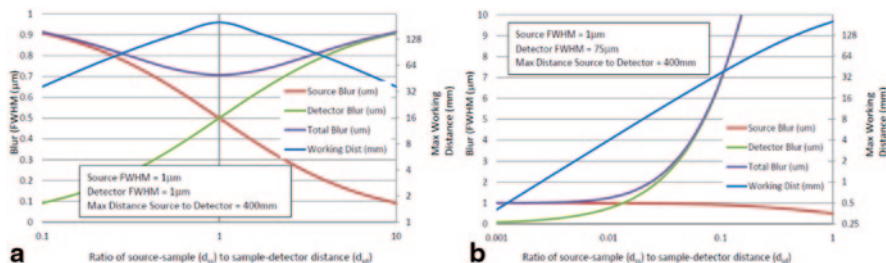 1
0.9
0.8
0.7
0.6
0.5
0.4
0.3
0.2
0.1
0
Blur (FWHM (μm)
128
64
32
16
8
4
2
1
Max Working
Distance (mm)
Source Blur (um)
Detector Blur (um)
Total Blur (um)
Working Dist (mm)
Source FWHM = 1μm
Detector FWHM = 1μm
Max Distance Source to Detector = 400mm
0.1
1
10
a
Ratio of source-sample (dss) to sample-detector distance (dsd)
10
9
8
7
6
5
4
3
2
1
0
Blur (FWHM (μm)
Source FWHM = 1μm
Detector FWHM = 75μm
Max Distance Source to Detector = 400mm
128
64
32
16
8
4
2
1
0.5
0.25
Max Working
Distance (mm)
Source Blur (um)
Detector Blur (um)
Total Blur (um)
Working Dist (mm)
0.001
0.01
0.1
1
b
Ratio of source-sample (dss) to sample-detector distance (dsd)